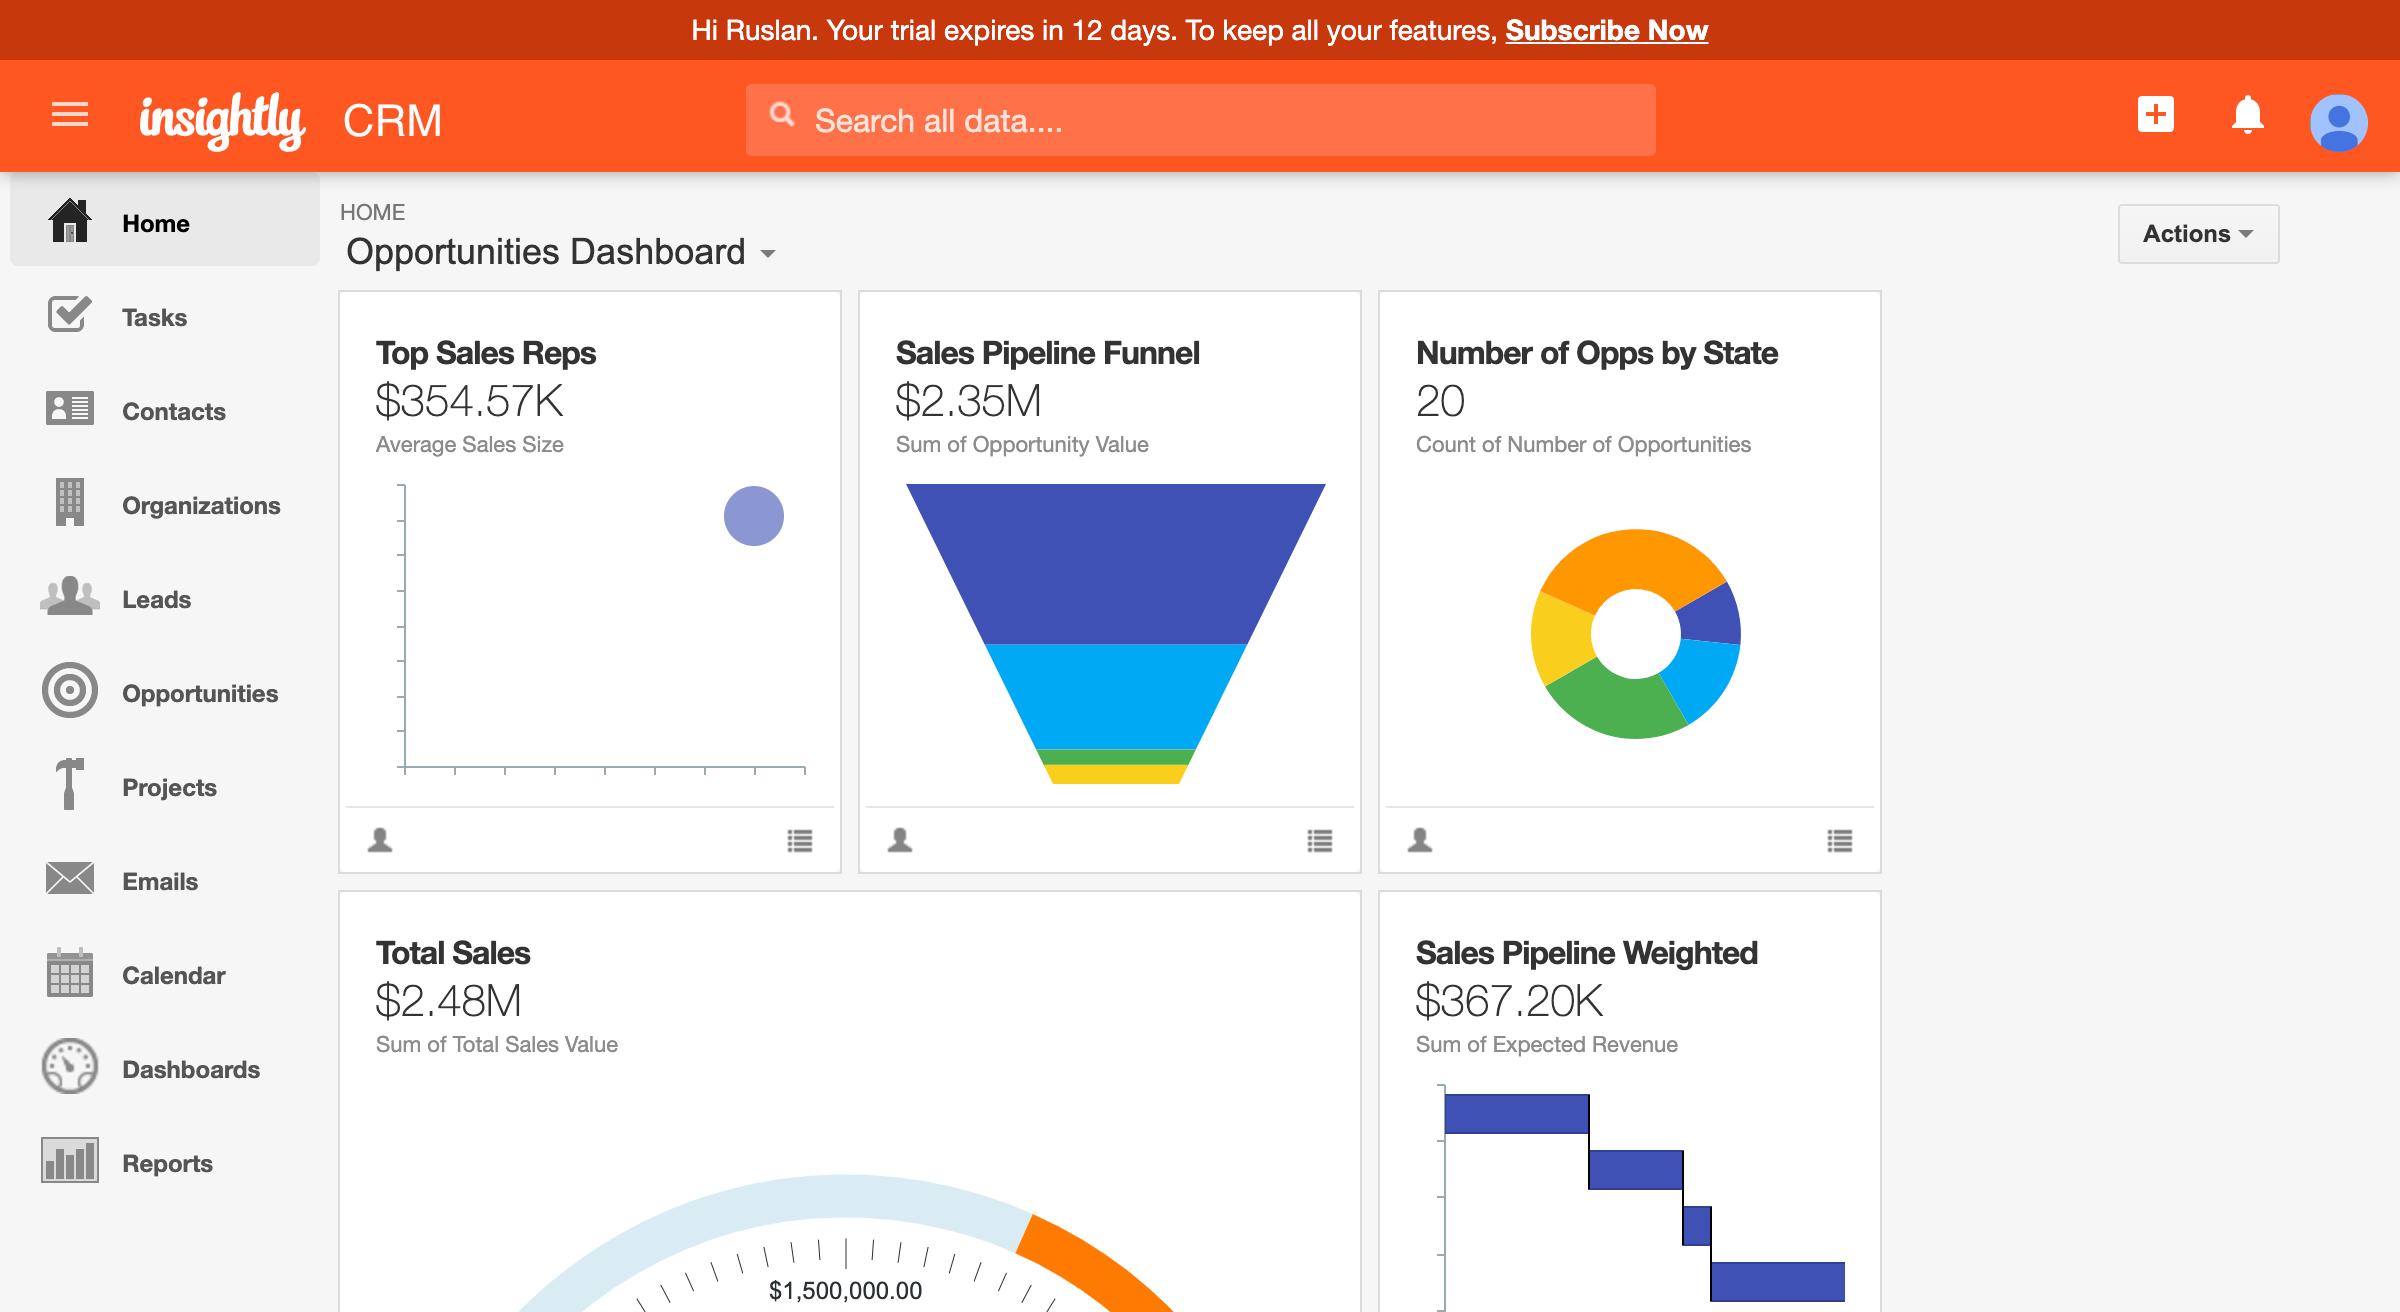 Hi Ruslan. Your trial expires in 12 days. To keep all your features, Subscribe Now
insightly CRM
Search all data....
Home
Tasks
Contacts
Organizations
Leads
Opportunities
Projects
Emails
Calendar
Dashboards
Reports
HOME
Opportunities Dashboard
Actions
Top Sales Reps
$354.57K
Average Sales Size
Sales Pipeline Funnel
$2.35M
Sum of Opportunity Value
Number of Opps by State
20
Count of Number of Opportunities
Total Sales
$2.48M
Sum of Total Sales Value
$1,500,000.00
Sales Pipeline Weighted
$367.20K
Sum of Expected Revenue